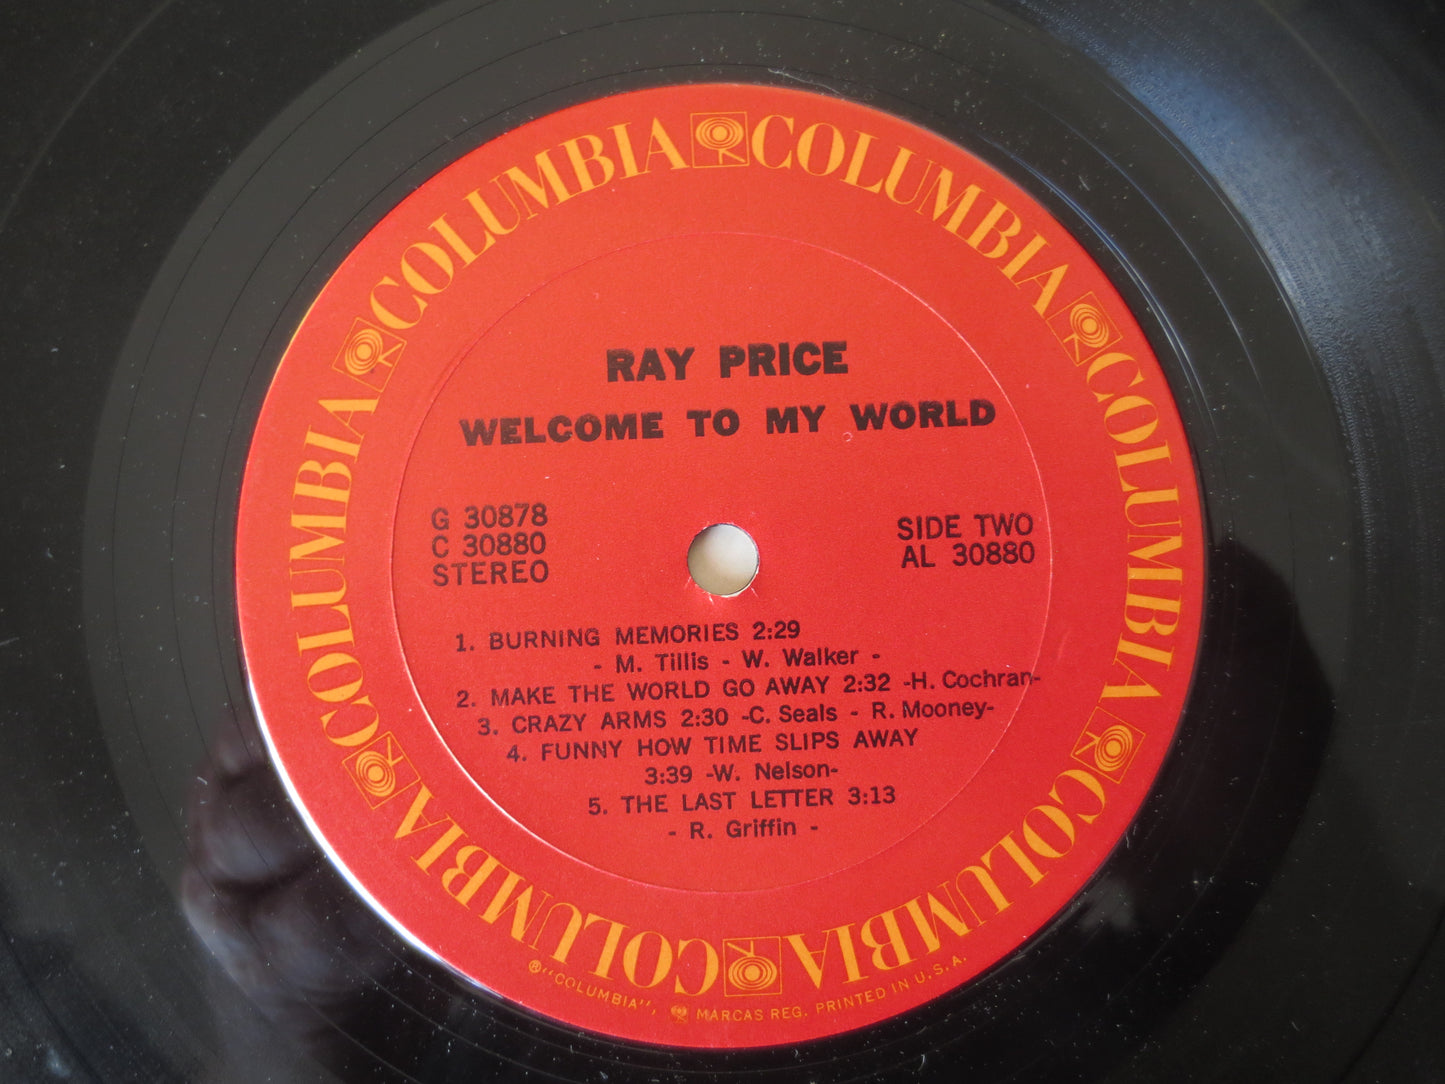 COLUMBIA COLUMBIA COLUMBIA COLUMBIA COLUMBIA COLUMBIA
RAY PRICE
WELCOME TO MY WORLD
G 30878
C 30880
STEREO
SIDE TWO
AL 30880
1. BURNING MEMORIES 2:29
- M. Tillis - W. Walker -
2. MAKE THE WORLD GO AWAY 2:32 -H. Cochran-
3. CRAZY ARMS 2:30 -C. Seals - R. Mooney-
4. FUNNY HOW TIME SLIPS AWAY
3:39 -W. Nelson-
5. THE LAST LETTER 3:13
- R. Griffin -
®"COLUMBIA", MARCAS REG. PRINTED IN U.S.A.